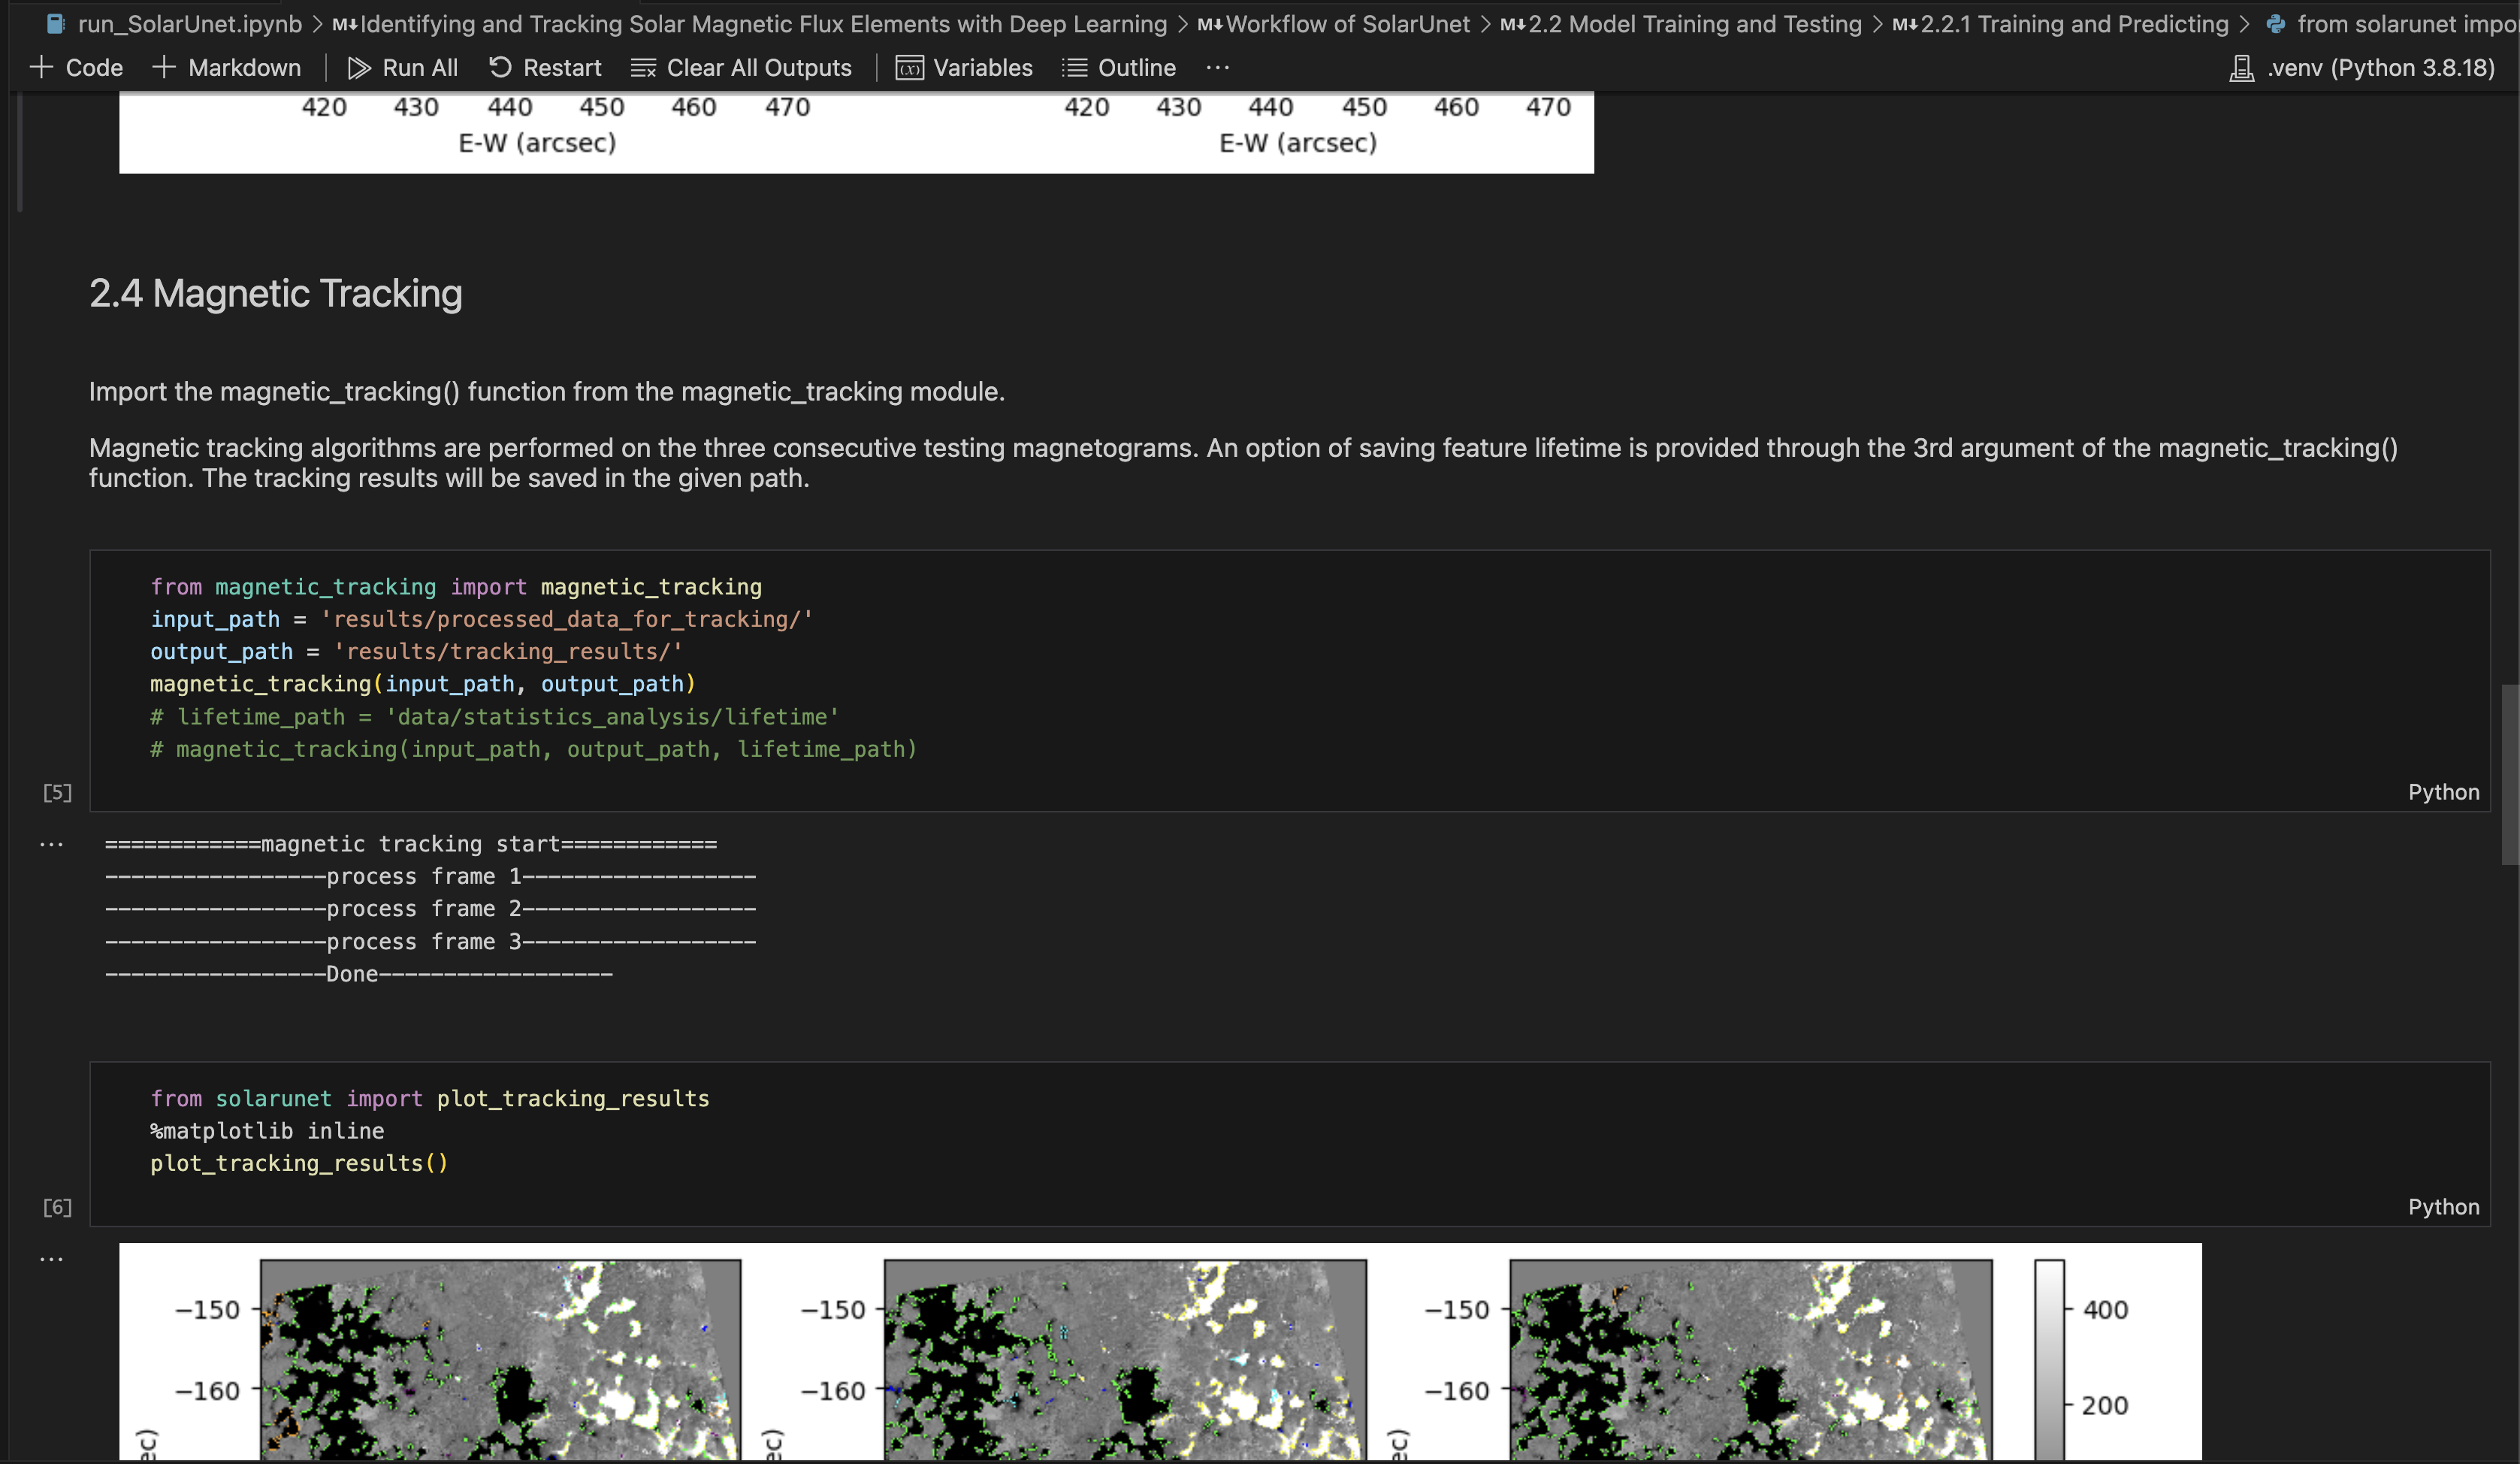 run_SolarUnet.ipynb > M↓Identifying and Tracking Solar Magnetic Flux Elements with Deep Learning > M↓Workflow of SolarUnet > M↓2.2 Model Training and Testing > M↓2.2.1 Training and Predicting > from solarunet impo
+ Code + Markdown | Run All Restart Clear All Outputs | Variables Outline ... .venv (Python 3.8.18)
420 430 440 450 460 470 420 430 440 450 460 470
E-W (arcsec) E-W (arcsec)
2.4 Magnetic Tracking
Import the magnetic_tracking() function from the magnetic_tracking module.
Magnetic tracking algorithms are performed on the three consecutive testing magnetograms. An option of saving feature lifetime is provided through the 3rd argument of the magnetic_tracking()
function. The tracking results will be saved in the given path.
from magnetic_tracking import magnetic_tracking
input_path = 'results/processed_data_for_tracking/'
output_path = 'results/tracking_results/'
magnetic_tracking(input_path, output_path)
# lifetime_path = 'data/statistics_analysis/lifetime'
# magnetic_tracking(input_path, output_path, lifetime_path)
[5] Python
... ============magnetic tracking start============
-----------------process frame 1------------------
-----------------process frame 2------------------
-----------------process frame 3------------------
-----------------Done------------------
from solarunet import plot_tracking_results
%matplotlib inline
plot_tracking_results()
[6] Python
...
−150 −150 −150 400
−160 −160 −160 200
ec) ec) ec)